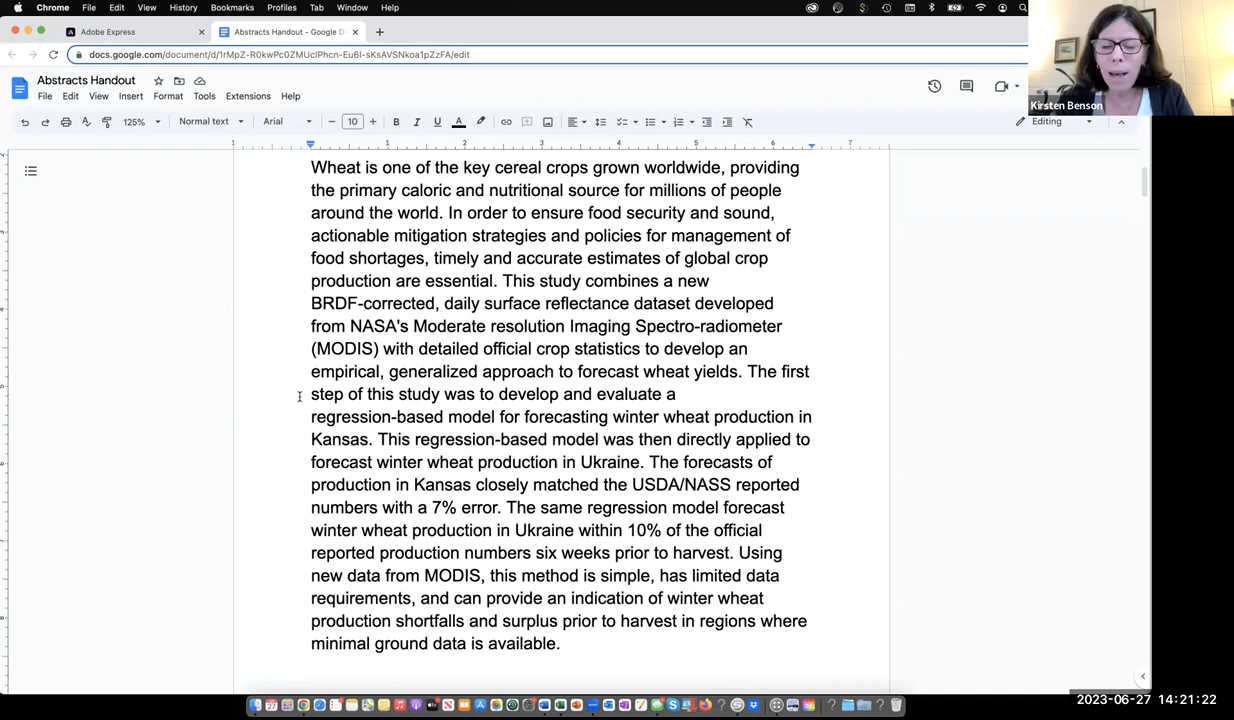 Chrome File Edit View History Bookmarks Profiles Tab Window Help
Adobe Express
Abstracts Handout - Google D
docs.google.com/document/d/1rMpZ-R0kwPc0ZMUclPhcn-Eu6l-sKsAVSNkoa1pZzFA/edit
Abstracts Handout
File Edit View Insert Format Tools Extensions Help
125% Normal text Arial 10 Editing
Kirsten Benson
1 1 2 3 4 5 6 7
Wheat is one of the key cereal crops grown worldwide, providing
the primary caloric and nutritional source for millions of people
around the world. In order to ensure food security and sound,
actionable mitigation strategies and policies for management of
food shortages, timely and accurate estimates of global crop
production are essential. This study combines a new
BRDF-corrected, daily surface reflectance dataset developed
from NASA's Moderate resolution Imaging Spectro-radiometer
(MODIS) with detailed official crop statistics to develop an
empirical, generalized approach to forecast wheat yields. The first
step of this study was to develop and evaluate a
regression-based model for forecasting winter wheat production in
Kansas. This regression-based model was then directly applied to
forecast winter wheat production in Ukraine. The forecasts of
production in Kansas closely matched the USDA/NASS reported
numbers with a 7% error. The same regression model forecast
winter wheat production in Ukraine within 10% of the official
reported production numbers six weeks prior to harvest. Using
new data from MODIS, this method is simple, has limited data
requirements, and can provide an indication of winter wheat
production shortfalls and surplus prior to harvest in regions where
minimal ground data is available.
2023-06-27 14:21:22